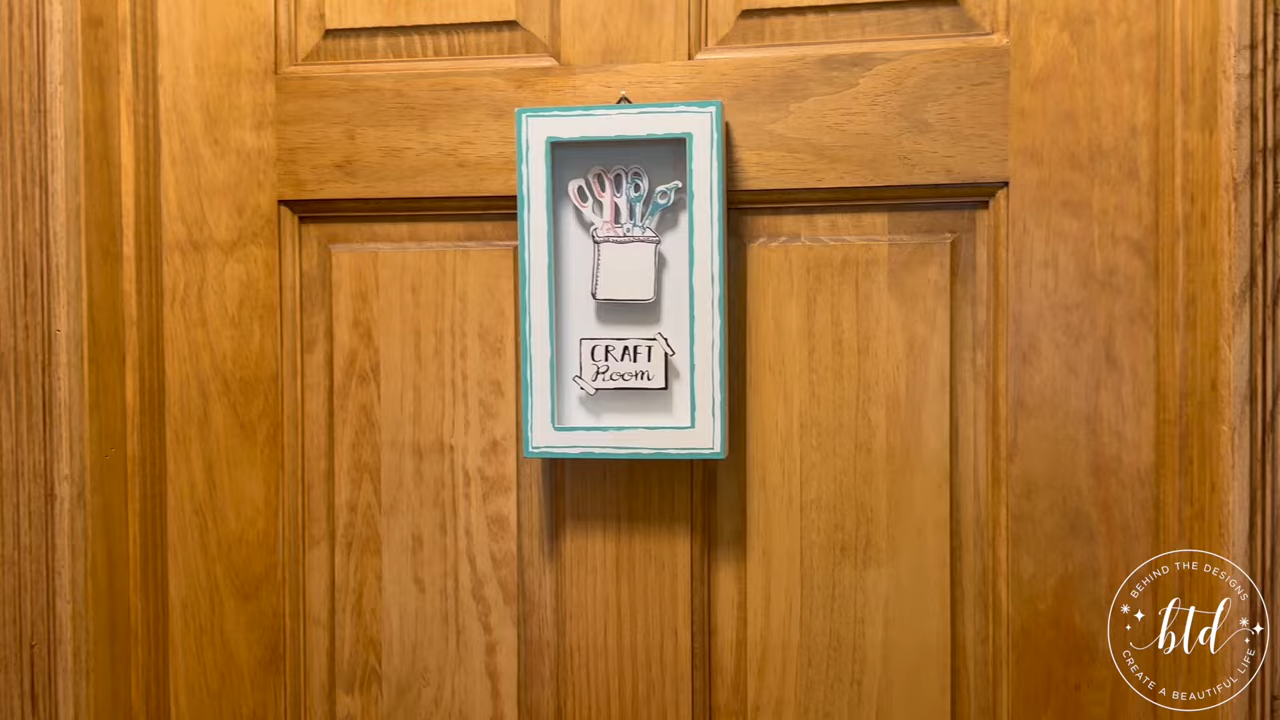 CRAFT
Room
BEHIND THE DESIGNS
btd
CREATE A BEAUTIFUL LIFE